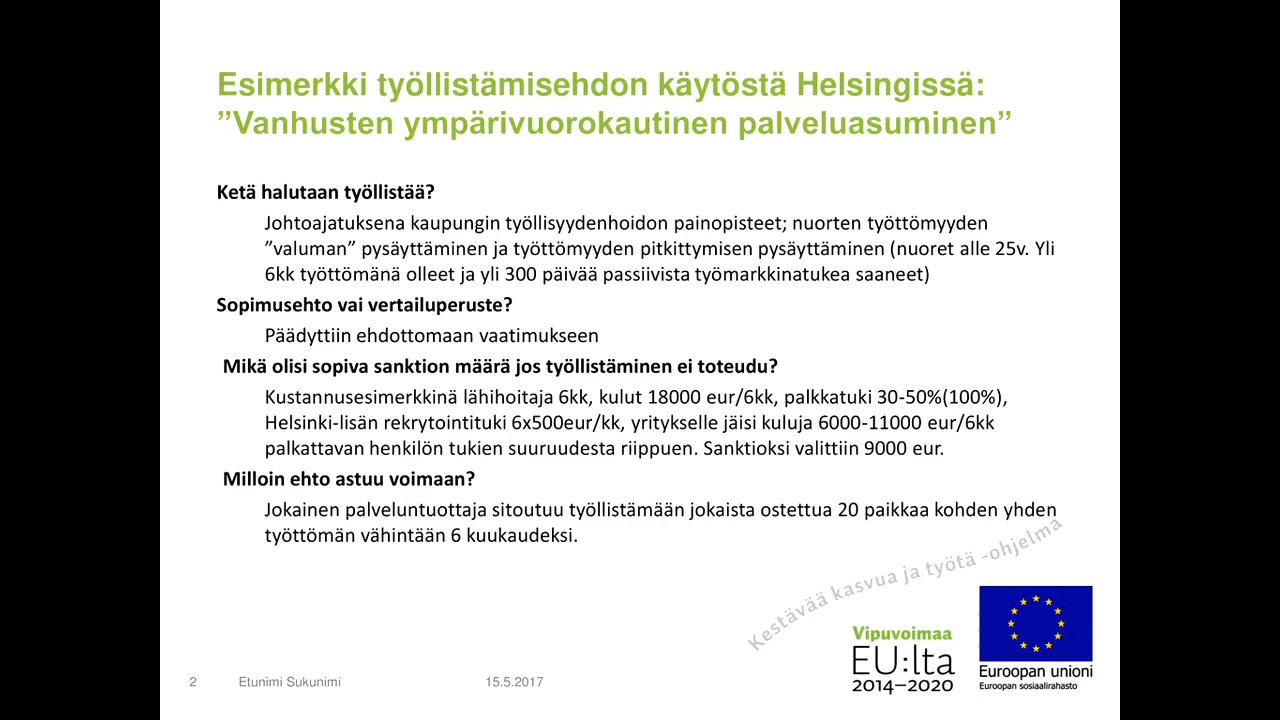 Esimerkki työllistämisehdon käytöstä Helsingissä:
”Vanhusten ympärivuorokautinen palveluasuminen”
Ketä halutaan työllistää?
Johtoajatuksena kaupungin työllisyydenhoidon painopisteet; nuorten työttömyyden
”valuman” pysäyttäminen ja työttömyyden pitkittymisen pysäyttäminen (nuoret alle 25v. Yli
6kk työttömänä olleet ja yli 300 päivää passiivista työmarkkinatukea saaneet)
Sopimusehto vai vertailuperuste?
Päädyttiin ehdottomaan vaatimukseen
Mikä olisi sopiva sanktion määrä jos työllistäminen ei toteudu?
Kustannusesimerkkinä lähihoitaja 6kk, kulut 18000 eur/6kk, palkkatuki 30-50%(100%),
Helsinki-lisän rekrytointituki 6x500eur/kk, yritykselle jäisi kuluja 6000-11000 eur/6kk
palkattavan henkilön tukien suuruudesta riippuen. Sanktioksi valittiin 9000 eur.
Milloin ehto astuu voimaan?
Jokainen palveluntuottaja sitoutuu työllistämään jokaista ostettua 20 paikkaa kohden yhden
työttömän vähintään 6 kuukaudeksi.
Kestävää kasvua ja työtä -ohjelma
Vipuvoimaa
EU:lta
2014–2020
Euroopan unioni
Euroopan sosiaalirahasto
2 Etunimi Sukunimi 15.5.2017